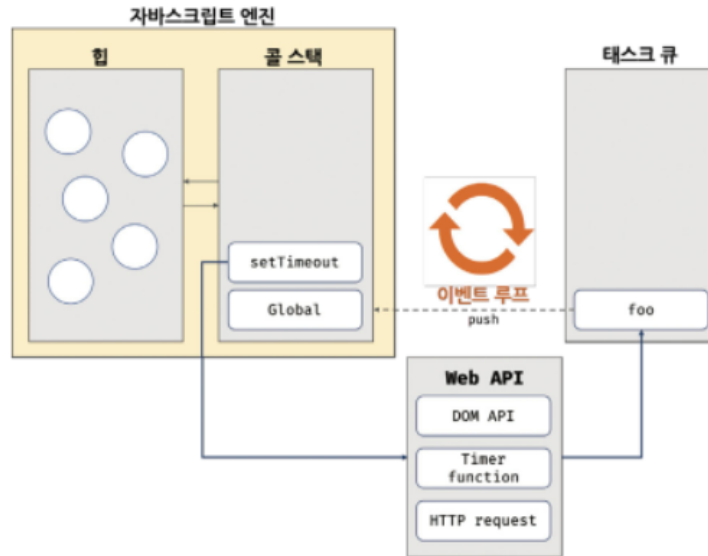 자바스크립트 엔진
힙
콜 스택
태스크 큐
setTimeout
Global
이벤트 루프
push
foo
Web API
DOM API
Timer
function
HTTP request